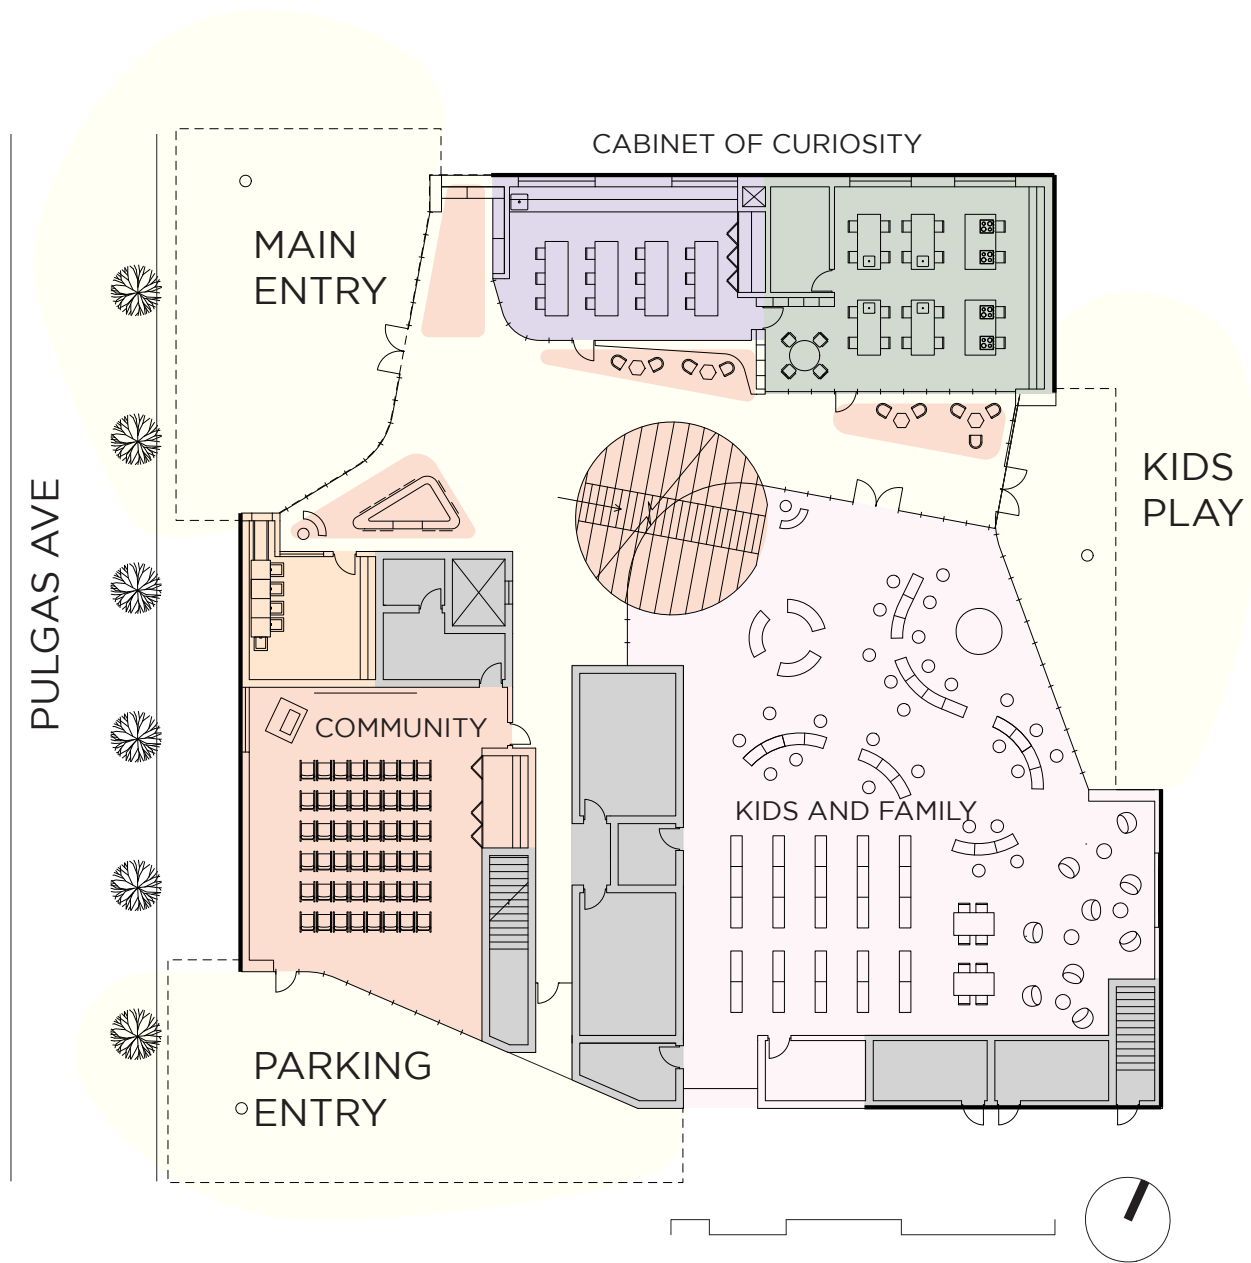 CABINET OF CURIOSITY
MAIN
ENTRY
KIDS
PLAY
PULGAS AVE
COMMUNITY
KIDS AND FAMILY
PARKING
ENTRY